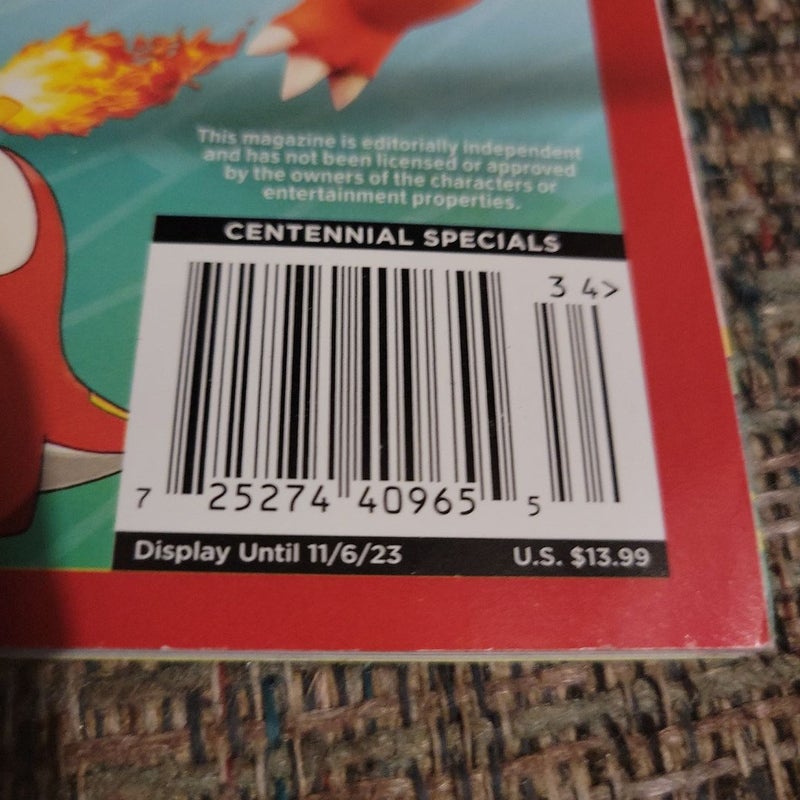 This magazine is editorially independent
and has not been licensed or approved
by the owners of the characters or
entertainment properties.
CENTENNIAL SPECIALS
3 4>
7 25274 40965 5
Display Until 11/6/23 U.S. $13.99